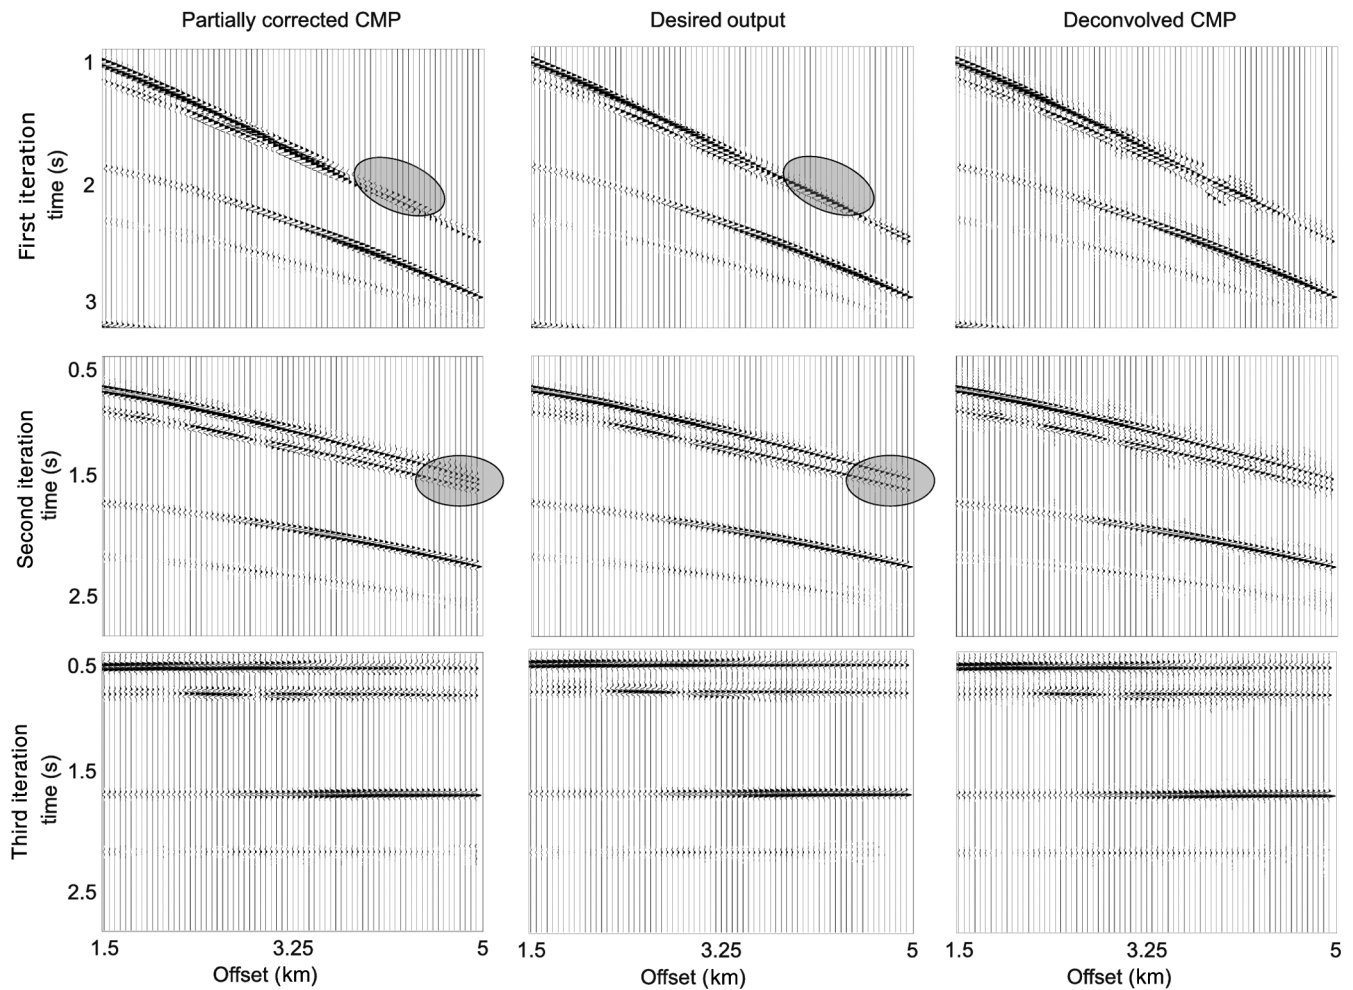 Partially corrected CMP
Desired output
Deconvolved CMP
First iteration
time (s)
1
2
3
Second iteration
time (s)
0.5
1.5
2.5
Third iteration
time (s)
0.5
1.5
2.5
1.5 3.25 5
Offset (km)
1.5 3.25 5
Offset (km)
1.5 3.25 5
Offset (km)